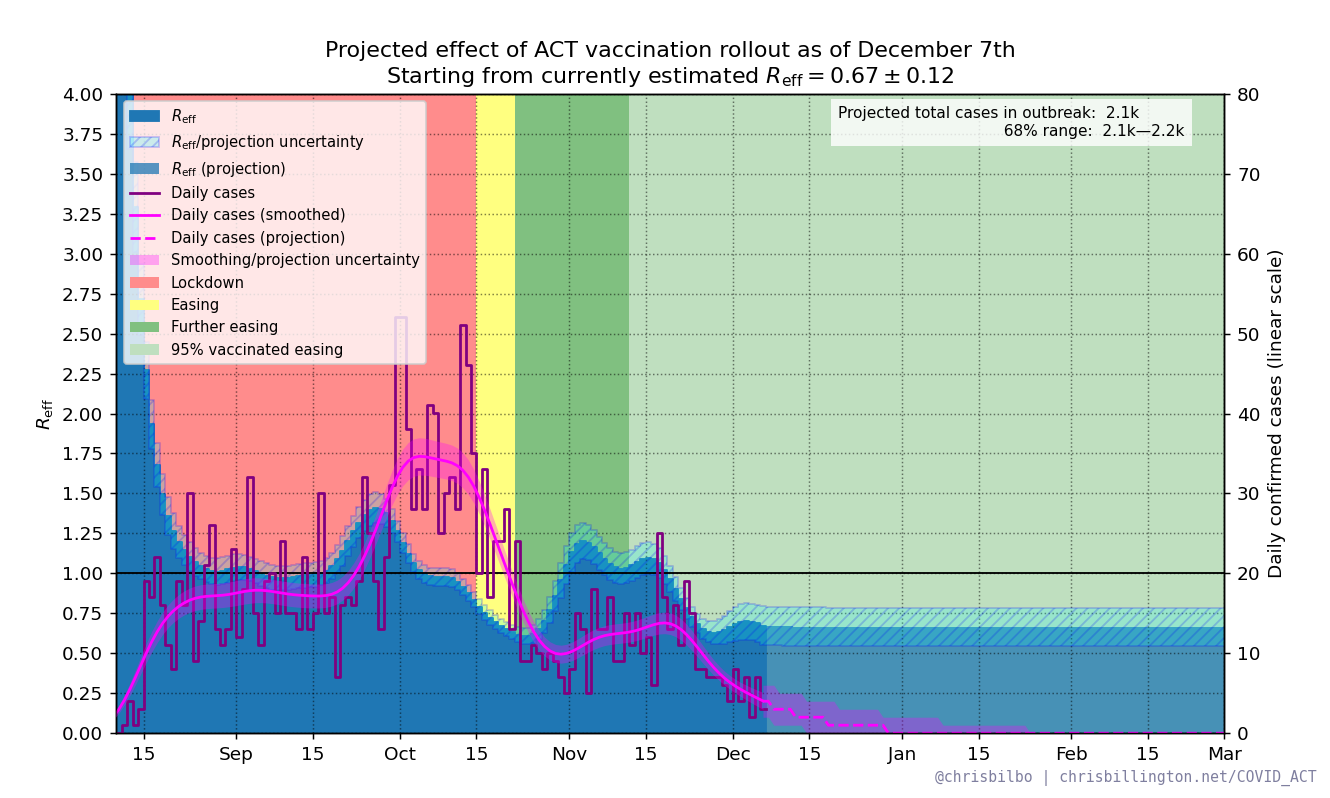 Projected effect of ACT vaccination rollout as of December 7th
Starting from currently estimated R_eff = 0.67 ± 0.12
4.00
3.75
3.50
3.25
3.00
2.75
2.50
2.25
2.00
1.75
1.50
1.25
1.00
0.75
0.50
0.25
0.00
R_eff
R_eff
R_eff/projection uncertainty
R_eff (projection)
Daily cases
Daily cases (smoothed)
Daily cases (projection)
Smoothing/projection uncertainty
Lockdown
Easing
Further easing
95% vaccinated easing
Projected total cases in outbreak: 2.1k
68% range: 2.1k—2.2k
80
70
60
50
40
30
20
10
0
Daily confirmed cases (linear scale)
15 Sep 15 Oct 15 Nov 15 Dec 15 Jan 15 Feb 15 Mar
@chrisbilbo | chrisbillington.net/COVID_ACT